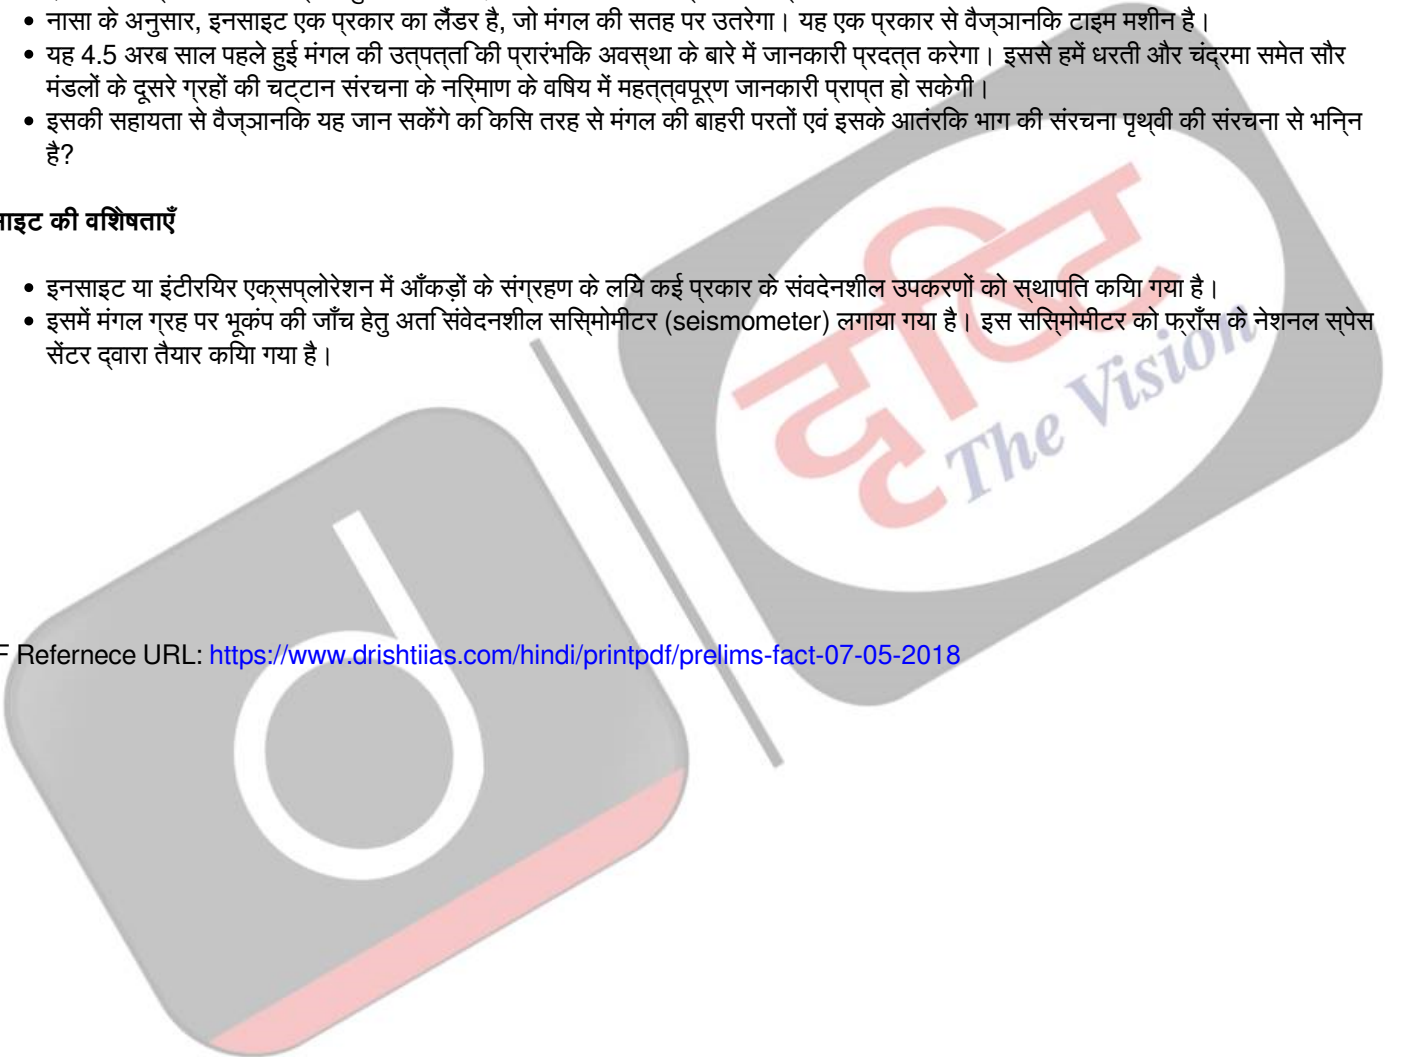 नासा के अनुसार, इनसाइट एक प्रकार का लैंडर है, जो मंगल की सतह पर उतरेगा। यह एक प्रकार से वैज्ञानिक टाइम मशीन है।
यह 4.5 अरब साल पहले हुई मंगल की उत्पत्ति की प्रारंभिक अवस्था के बारे में जानकारी प्रदत्त करेगा। इससे हमें धरती और चंद्रमा समेत सौर
मंडलों के दूसरे ग्रहों की चट्टान संरचना के निर्माण के विषय में महत्त्वपूर्ण जानकारी प्राप्त हो सकेगी।
इसकी सहायता से वैज्ञानिक यह जान सकेंगे कि किस तरह से मंगल की बाहरी परतों एवं इसके आतंरिक भाग की संरचना पृथ्वी की संरचना से भिन्न
है?
साइट की विशेषताएँ
इनसाइट या इंटीरियर एक्सप्लोरेशन में आँकड़ों के संग्रहण के लिये कई प्रकार के संवदेनशील उपकरणों को स्थापित किया गया है।
इसमें मंगल ग्रह पर भूकंप की जाँच हेतु अति संवेदनशील सिस्मोमीटर (seismometer) लगाया गया है। इस सिस्मोमीटर को फ्राँस के नेशनल स्पेस
सेंटर द्वारा तैयार किया गया है।
दृष्टि
The Vision
F Refernece URL: https://www.drishtiias.com/hindi/printpdf/prelims-fact-07-05-2018